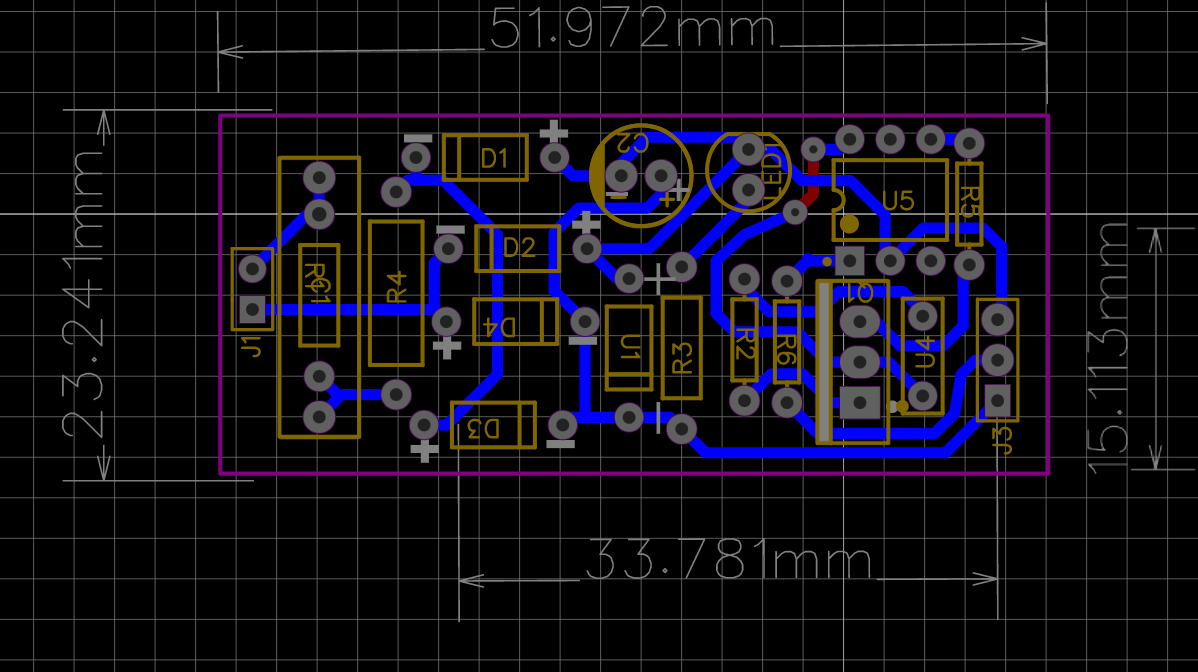 51.972mm
23.241mm
15.113mm
33.781mm
D1
C2
LED1
U5
R5
D2
R4
J1
D4
U1
R3
R2
R6
Q1
U4
D3
J3